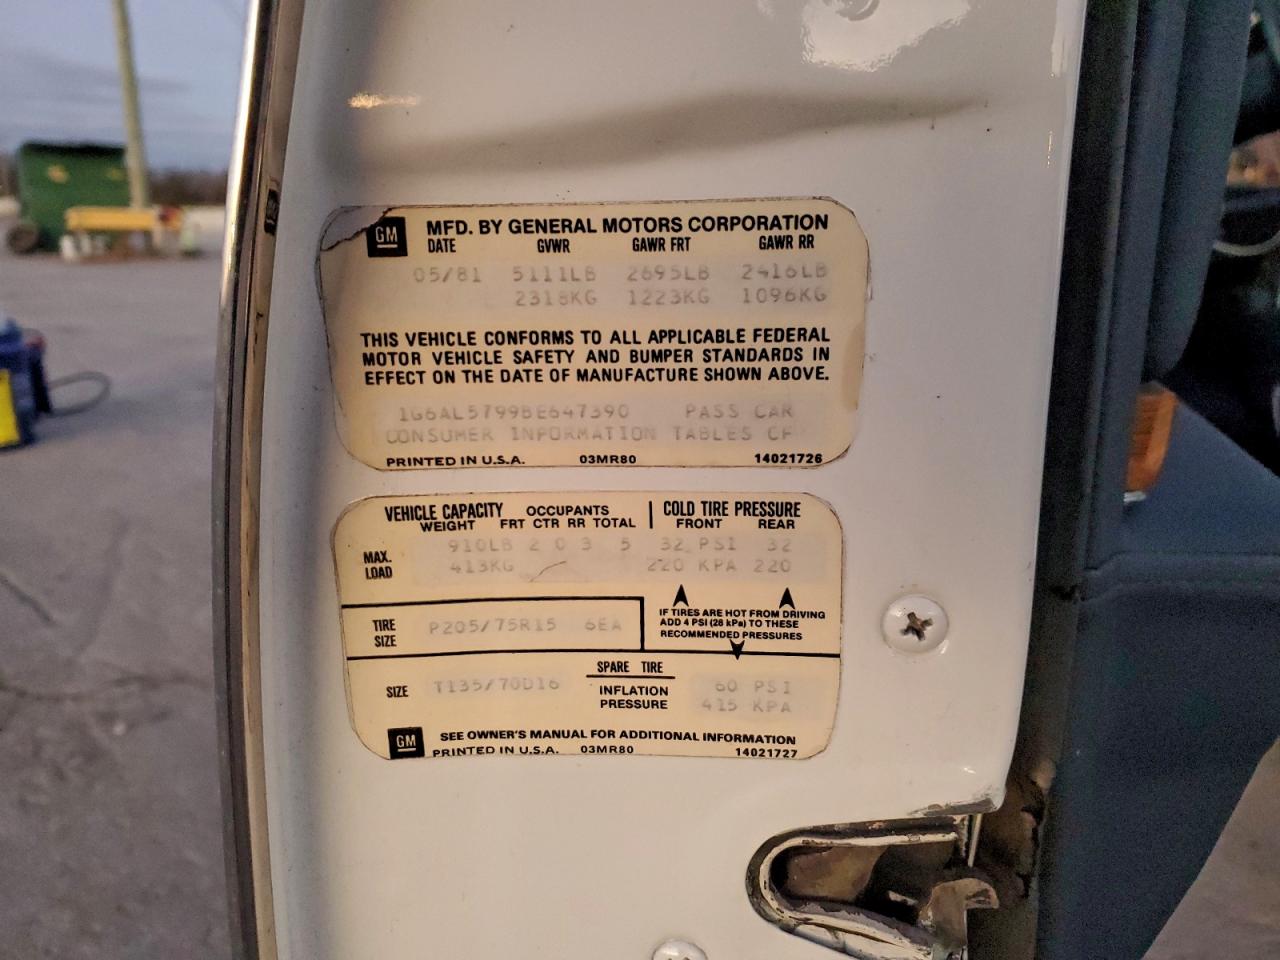 GM MFD. BY GENERAL MOTORS CORPORATION
DATE GVWR GAWR FRT GAWR RR
05/81 5111LB 2695LB 2416LB
2318KG 1223KG 1096KG
THIS VEHICLE CONFORMS TO ALL APPLICABLE FEDERAL
MOTOR VEHICLE SAFETY AND BUMPER STANDARDS IN
EFFECT ON THE DATE OF MANUFACTURE SHOWN ABOVE.
1G6AL5799BE647390 PASS CAR
CONSUMER INFORMATION TABLES CF
PRINTED IN U.S.A. 03MR80 14021726
VEHICLE CAPACITY OCCUPANTS COLD TIRE PRESSURE
WEIGHT FRT CTR RR TOTAL FRONT REAR
MAX. LOAD 910LB 2 0 3 5 32 PSI 32
413KG 220 KPA 220
IF TIRES ARE HOT FROM DRIVING
ADD 4 PSI (28 kPa) TO THESE
RECOMMENDED PRESSURES
TIRE SIZE P205/75R15 6EA
SPARE TIRE
SIZE T135/70D16 INFLATION PRESSURE 60 PSI
415 KPA
GM SEE OWNER'S MANUAL FOR ADDITIONAL INFORMATION
PRINTED IN U.S.A. 03MR80 14021727